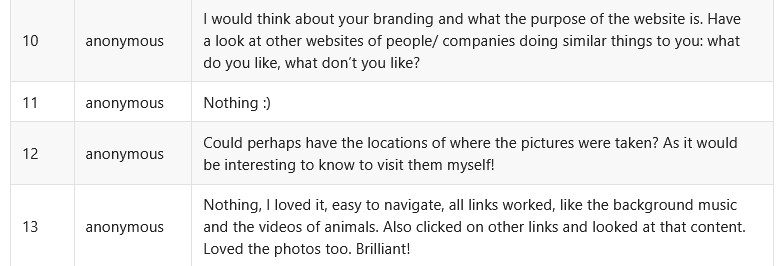 I would think about your branding and what the purpose of the website is. Have
10 anonymous a look at other websites of people/ companies doing similar things to you: what
do you like, what don't you like?
11 anonymous Nothing :)
Could perhaps have the locations of where the pictures were taken? As it would
12 anonymous
be interesting to know to visit them myself!
Nothing, I loved it, easy to navigate, all links worked, like the background music
13 anonymous and the videos of animals. Also clicked on other links and looked at that content.
Loved the photos too. Brilliant!